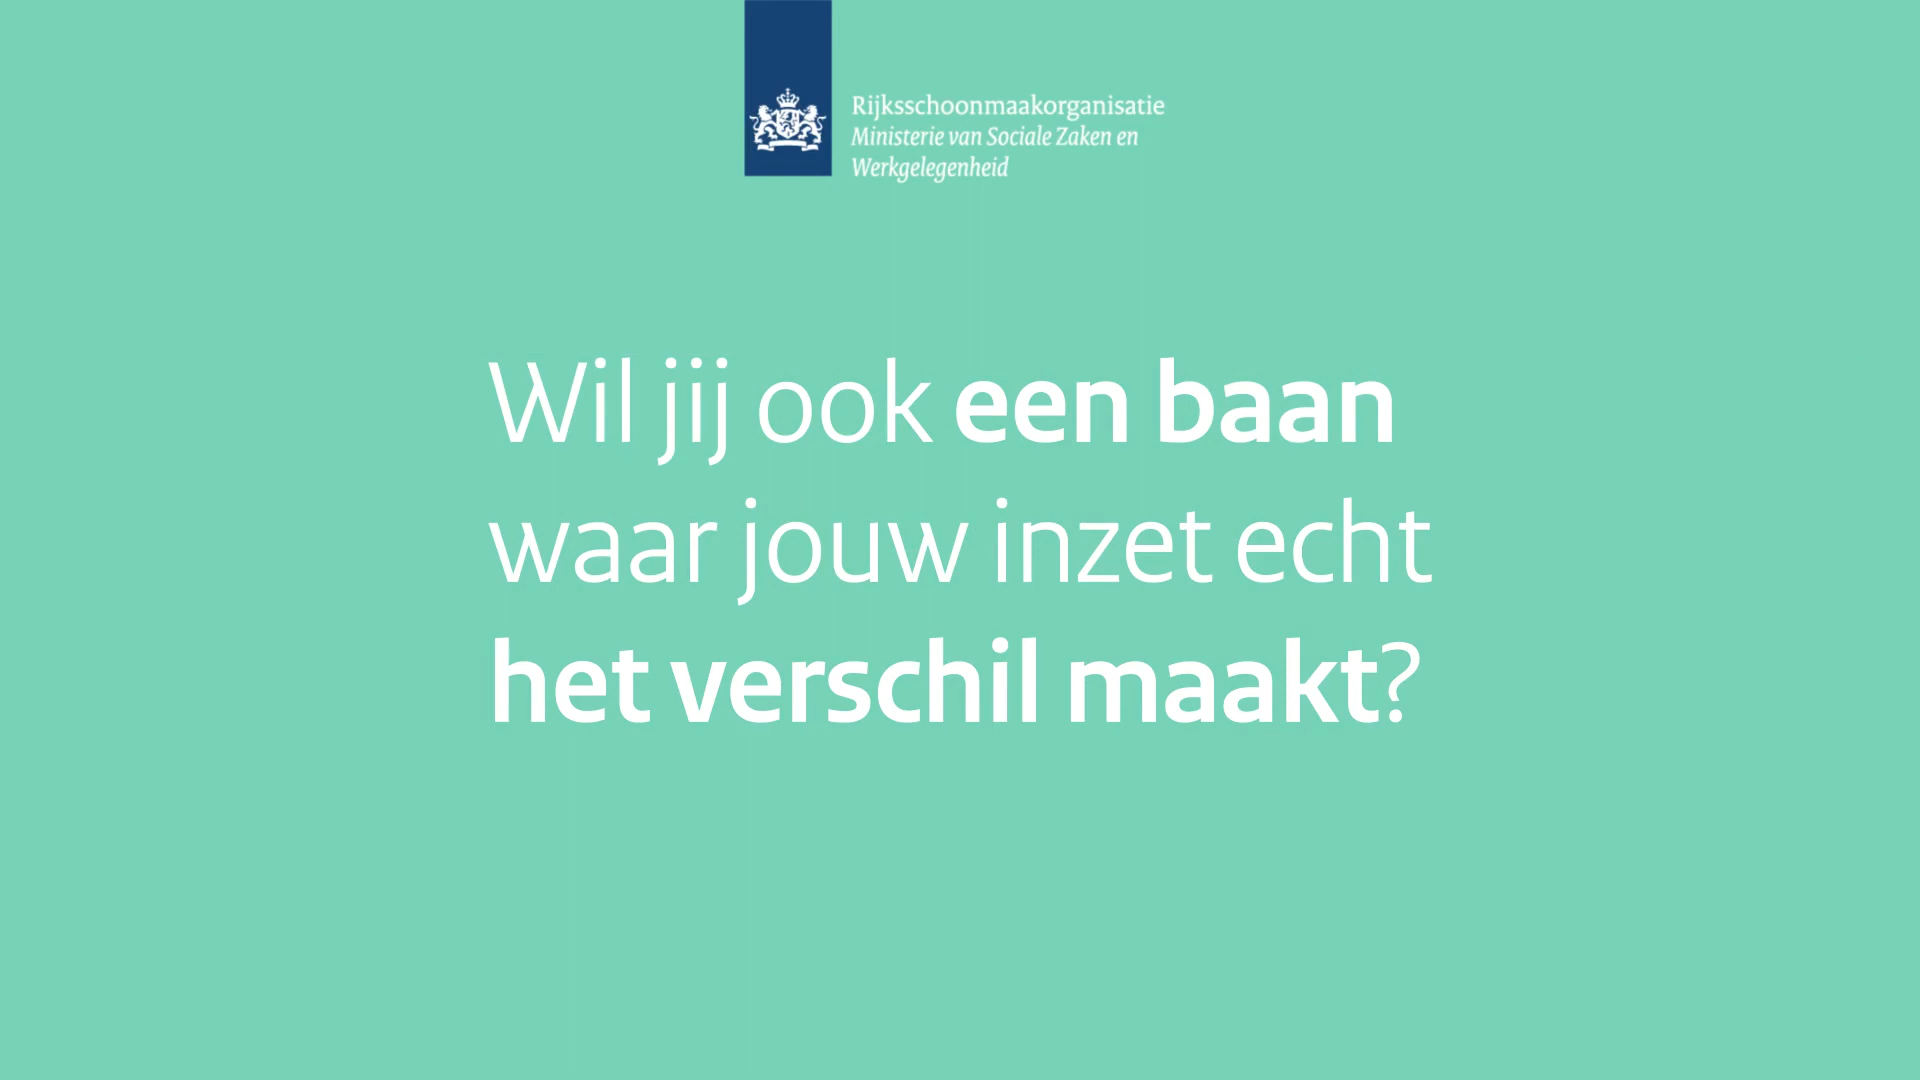 Rijksschoonmaakorganisatie
Ministerie van Sociale Zaken en
Werkgelegenheid
Wil jij ook een baan
waar jouw inzet echt
het verschil maakt?